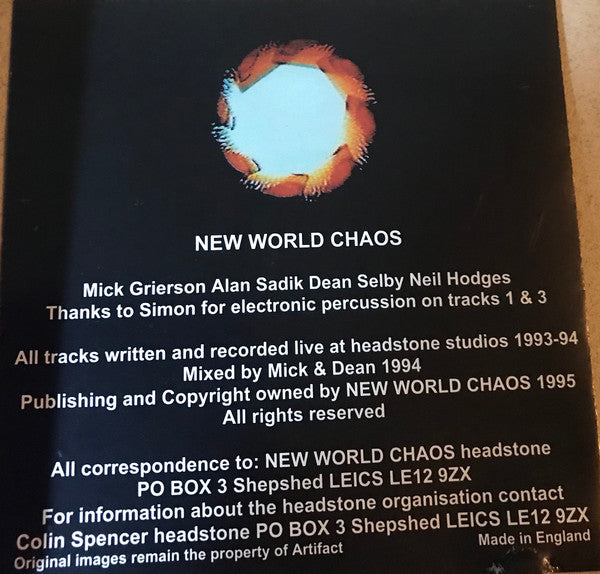 NEW WORLD CHAOS
Mick Grierson Alan Sadik Dean Selby Neil Hodges
Thanks to Simon for electronic percussion on tracks 1 & 3
All tracks written and recorded live at headstone studios 1993-94
Mixed by Mick & Dean 1994
Publishing and Copyright owned by NEW WORLD CHAOS 1995
All rights reserved
All correspondence to: NEW WORLD CHAOS headstone
PO BOX 3 Shepshed LEICS LE12 9ZX
For information about the headstone organisation contact
Colin Spencer headstone PO BOX 3 Shepshed LEICS LE12 9ZX
Original images remain the property of Artifact
Made in England